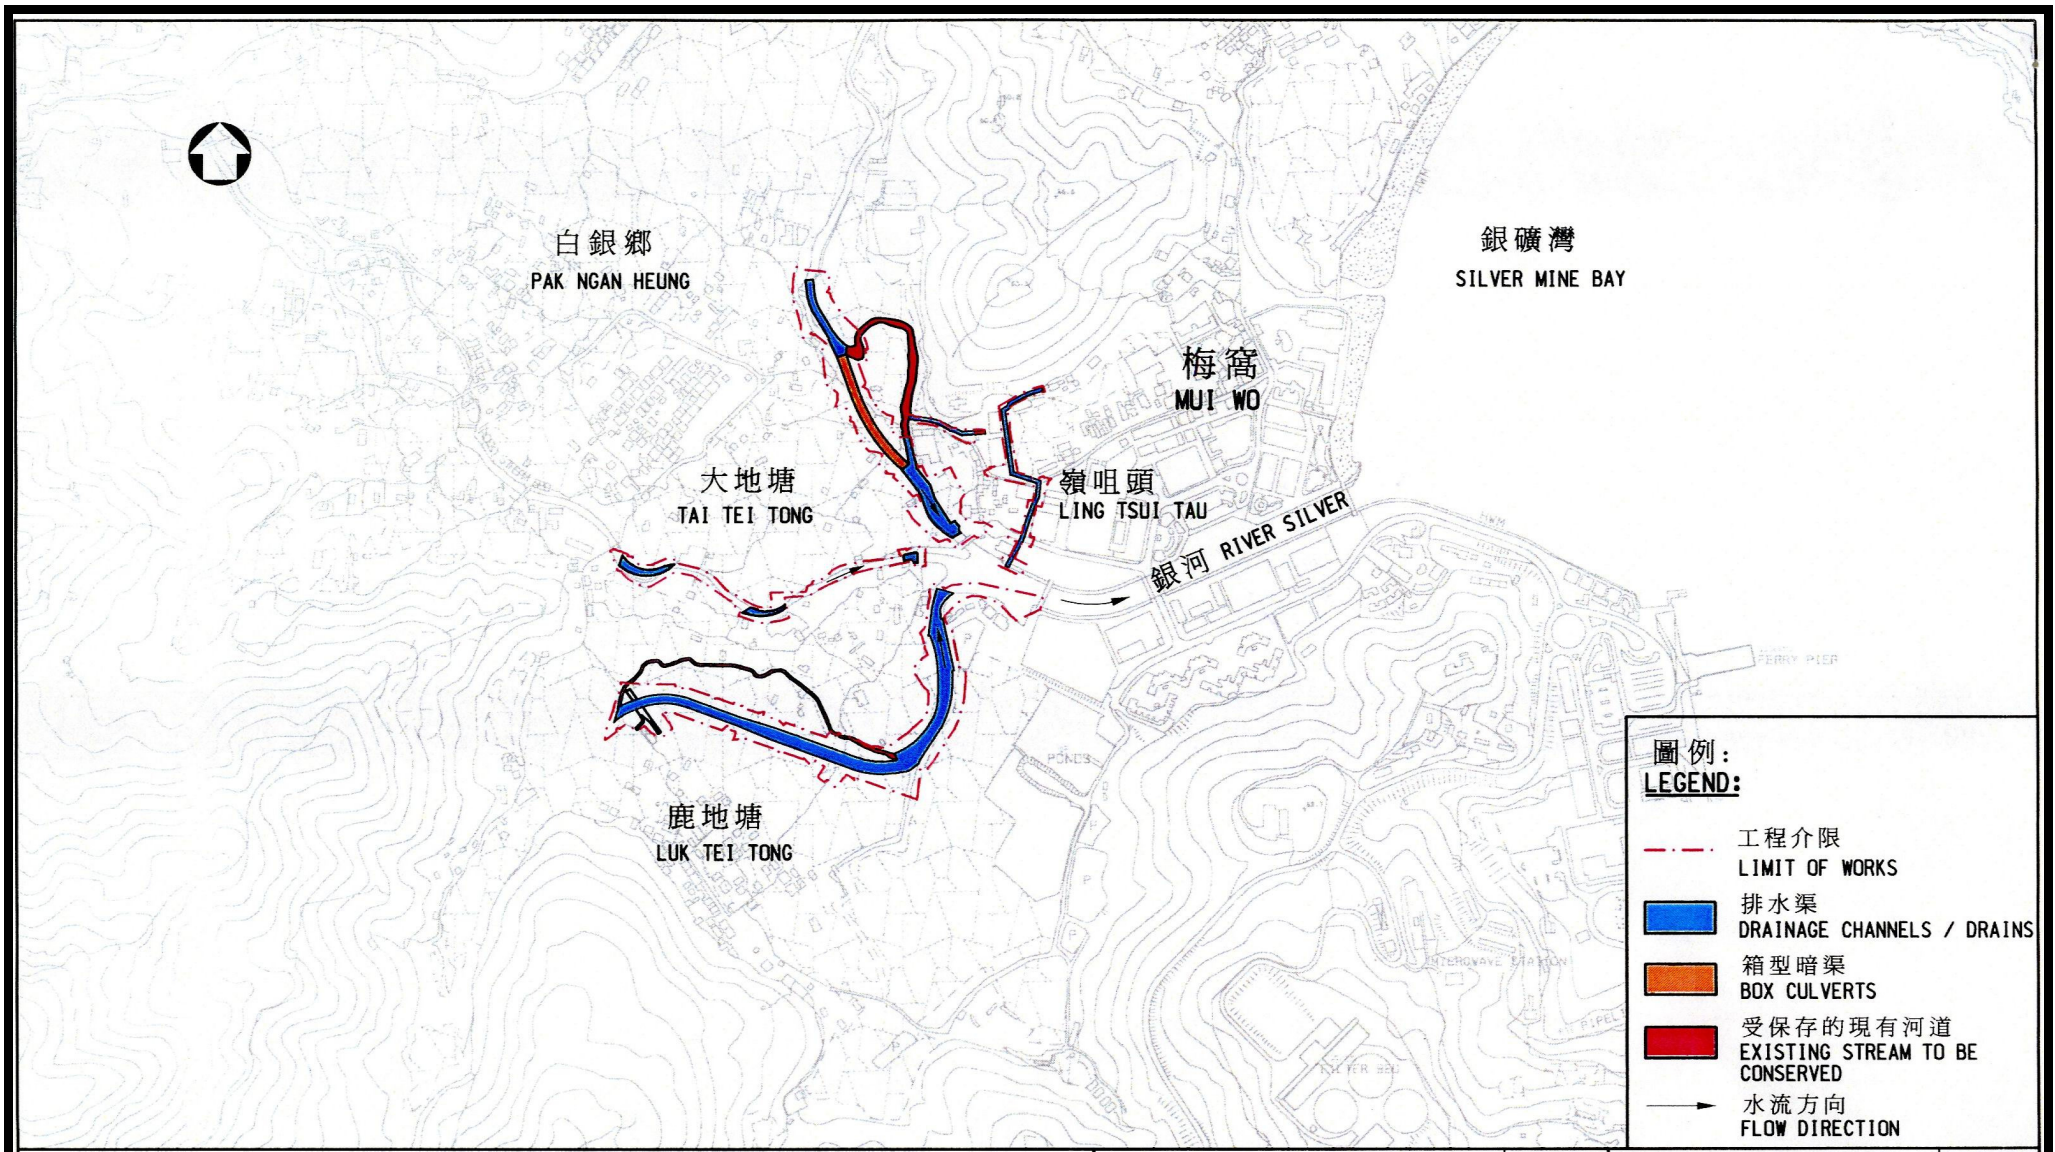 白銀鄉
PAK NGAN HEUNG
銀礦灣
SILVER MINE BAY
梅窩
MUI WO
大地塘
TAI TEI TONG
嶺咀頭
LING TSUI TAU
銀河 RIVER SILVER
HWM
FERRY PIER
PONDS
鹿地塘
LUK TEI TONG
P
P
圖例:
LEGEND:
工程介限
LIMIT OF WORKS
排水渠
DRAINAGE CHANNELS / DRAINS
箱型暗渠
BOX CULVERTS
受保存的現有河道
EXISTING STREAM TO BE
CONSERVED
水流方向
FLOW DIRECTION